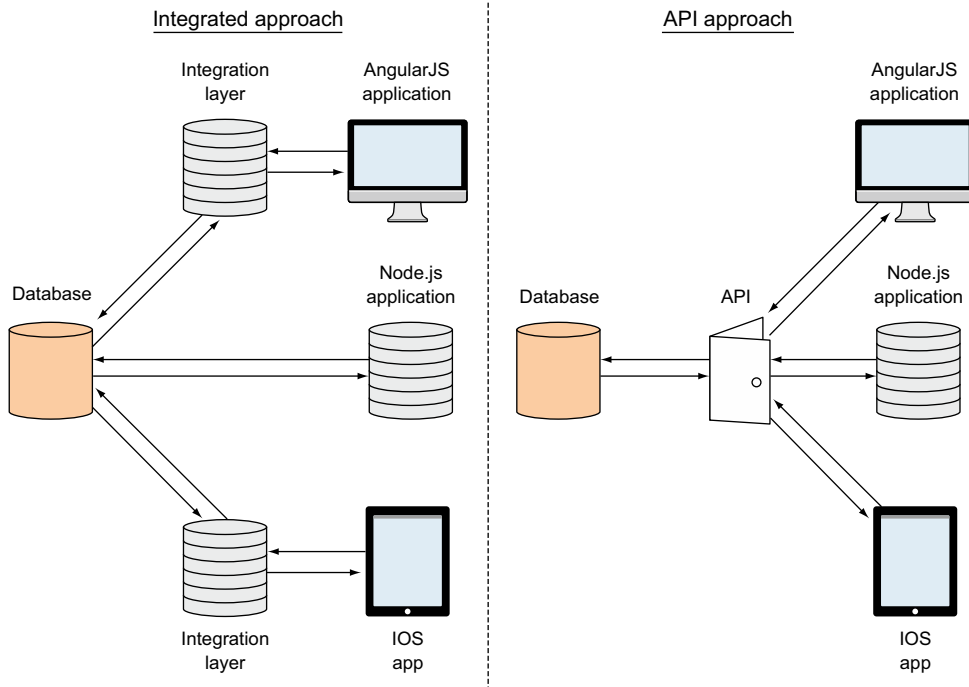 Integrated approach
Integration
layer
AngularJS
application
Database
Node.js
application
Integration
layer
IOS
app
API approach
AngularJS
application
Database
API
Node.js
application
IOS
app